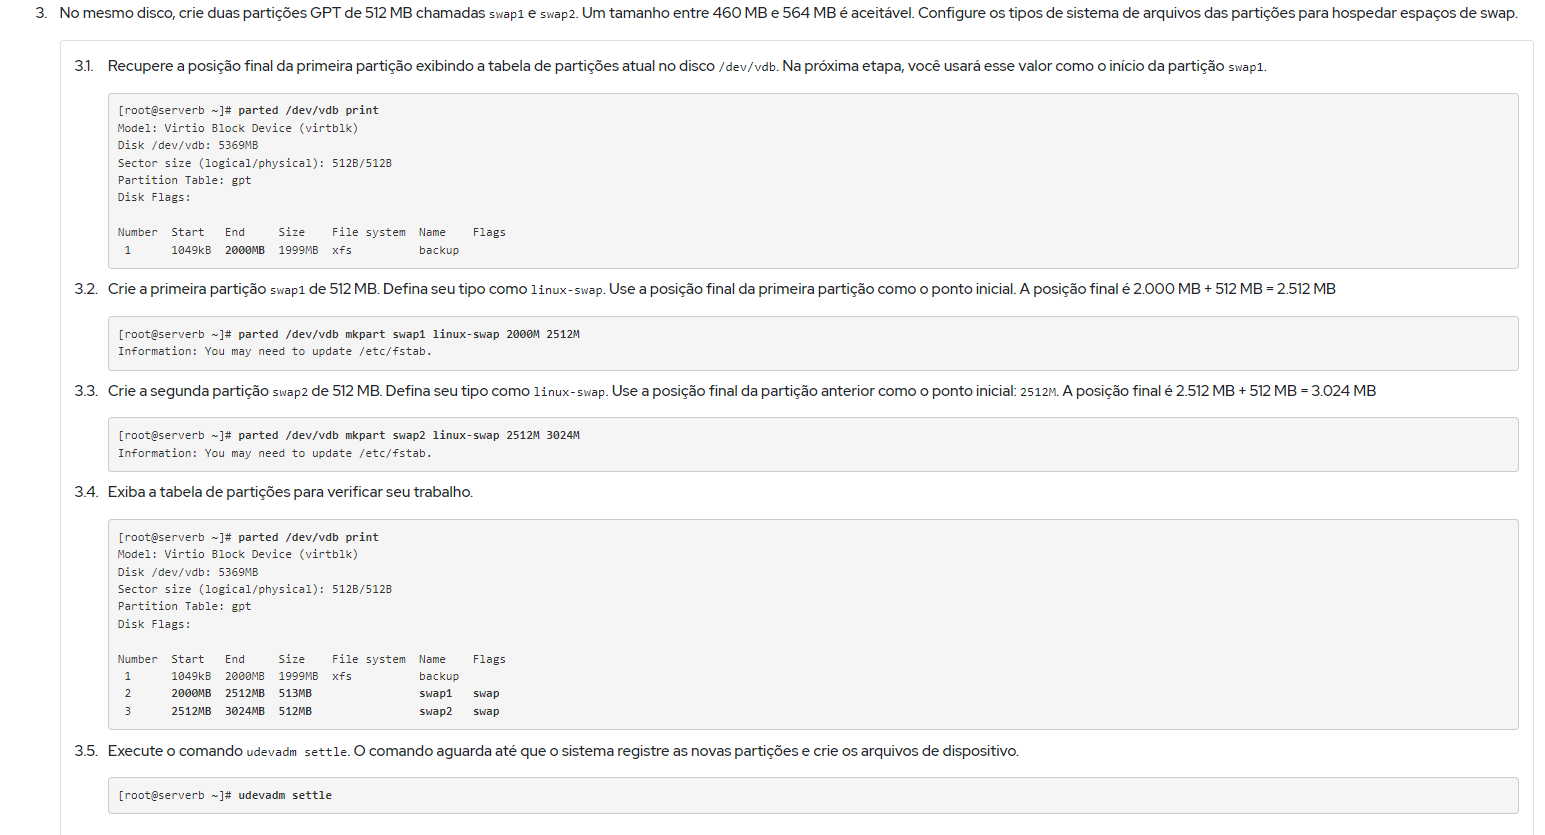 3. No mesmo disco, crie duas partições GPT de 512 MB chamadas swap1 e swap2. Um tamanho entre 460 MB e 564 MB é aceitável. Configure os tipos de sistema de arquivos das partições para hospedar espaços de swap.
3.1. Recupere a posição final da primeira partição exibindo a tabela de partições atual no disco /dev/vdb. Na próxima etapa, você usará esse valor como o início da partição swap1.
[root@serverb ~]# parted /dev/vdb print
Model: Virtio Block Device (virtblk)
Disk /dev/vdb: 5369MB
Sector size (logical/physical): 512B/512B
Partition Table: gpt
Disk Flags:
Number  Start   End     Size    File system  Name    Flags
 1      1049kB  2000MB  1999MB  xfs          backup
3.2. Crie a primeira partição swap1 de 512 MB. Defina seu tipo como linux-swap. Use a posição final da primeira partição como o ponto inicial. A posição final é 2.000 MB + 512 MB = 2.512 MB
[root@serverb ~]# parted /dev/vdb mkpart swap1 linux-swap 2000M 2512M
Information: You may need to update /etc/fstab.
3.3. Crie a segunda partição swap2 de 512 MB. Defina seu tipo como linux-swap. Use a posição final da partição anterior como o ponto inicial: 2512M. A posição final é 2.512 MB + 512 MB = 3.024 MB
[root@serverb ~]# parted /dev/vdb mkpart swap2 linux-swap 2512M 3024M
Information: You may need to update /etc/fstab.
3.4. Exiba a tabela de partições para verificar seu trabalho.
[root@serverb ~]# parted /dev/vdb print
Model: Virtio Block Device (virtblk)
Disk /dev/vdb: 5369MB
Sector size (logical/physical): 512B/512B
Partition Table: gpt
Disk Flags:
Number  Start   End     Size    File system  Name    Flags
 1      1049kB  2000MB  1999MB  xfs          backup
 2      2000MB  2512MB  513MB                swap1   swap
 3      2512MB  3024MB  512MB                swap2   swap
3.5. Execute o comando udevadm settle. O comando aguarda até que o sistema registre as novas partições e crie os arquivos de dispositivo.
[root@serverb ~]# udevadm settle